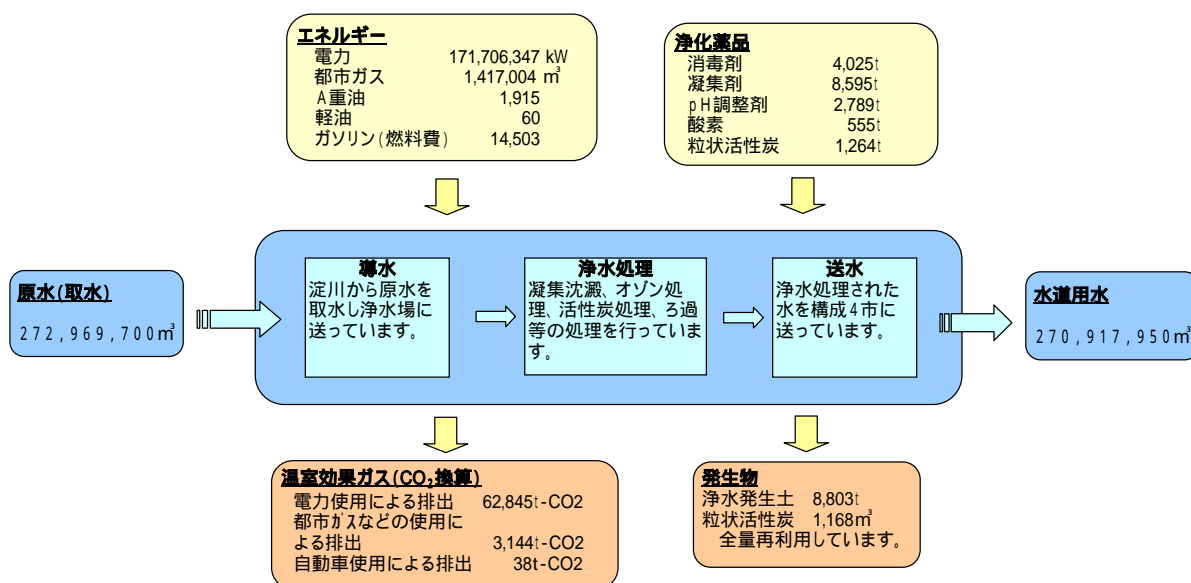 エネルギー
電力 171,706,347 kW
都市ガス 1,417,004 ㎥
A重油 1,915
軽油 60
ガソリン(燃料費) 14,503
浄化薬品
消毒剤 4,025t
凝集剤 8,595t
pH調整剤 2,789t
酸素 555t
粒状活性炭 1,264t
原水(取水)
272,969,700㎥
導水
淀川から原水を
取水し浄水場に
送っています。
浄水処理
凝集沈澱、オゾン処
理、活性炭処理、ろ過
等の処理を行っていま
す。
送水
浄水処理された
水を構成4市に
送っています。
水道用水
270,917,950㎥
温室効果ガス(CO₂換算)
電力使用による排出 62,845t-CO2
都市ガスなどの使用に
よる排出 3,144t-CO2
自動車使用による排出 38t-CO2
発生物
浄水発生土 8,803t
粒状活性炭 1,168㎥
全量再利用しています。